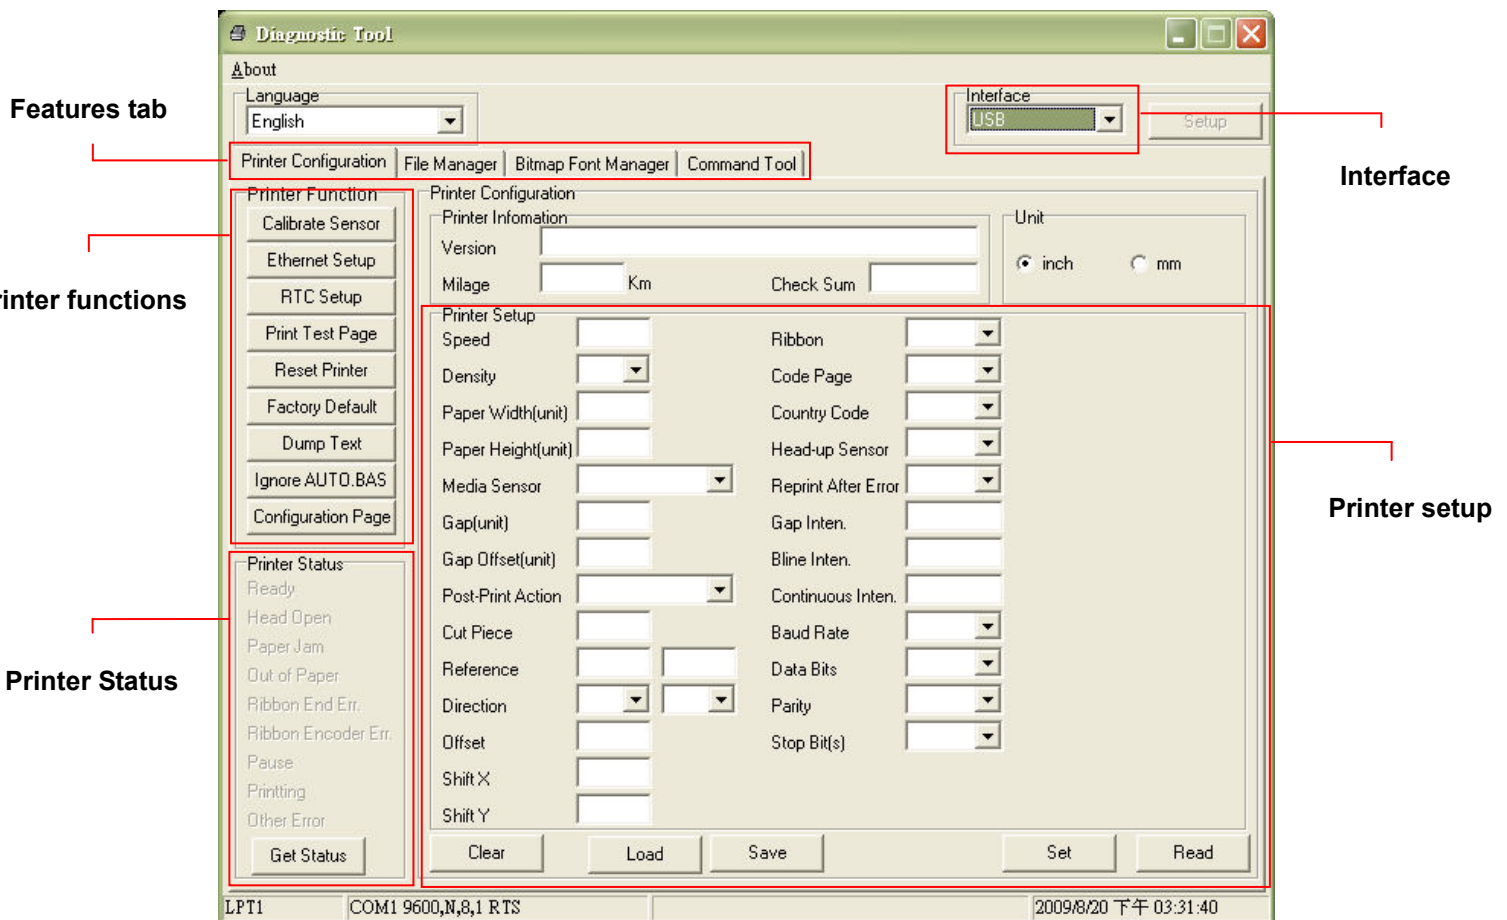 Diagnostic Tool
About
Language
English
Interface
USB
Setup
Features tab
Interface
Printer Configuration
File Manager
Bitmap Font Manager
Command Tool
Printer Function
Calibrate Sensor
Ethernet Setup
RTC Setup
Print Test Page
Reset Printer
Factory Default
Dump Text
Ignore AUTO.BAS
Configuration Page
rinter functions
Printer Configuration
Printer Infomation
Version
Milage
Km
Check Sum
Unit
inch
mm
Printer Setup
Speed
Density
Paper Width(unit)
Paper Height(unit)
Media Sensor
Gap(unit)
Gap Offset(unit)
Post-Print Action
Cut Piece
Reference
Direction
Offset
Shift X
Shift Y
Ribbon
Code Page
Country Code
Head-up Sensor
Reprint After Error
Gap Inten.
Bline Inten.
Continuous Inten.
Baud Rate
Data Bits
Parity
Stop Bit(s)
Printer setup
Printer Status
Ready
Head Open
Paper Jam
Out of Paper
Ribbon End Err.
Ribbon Encoder Err.
Pause
Printting
Other Error
Get Status
Printer Status
Clear
Load
Save
Set
Read
LPT1
COM1 9600,N,8,1 RTS
2009/8/20 下午 03:31:40